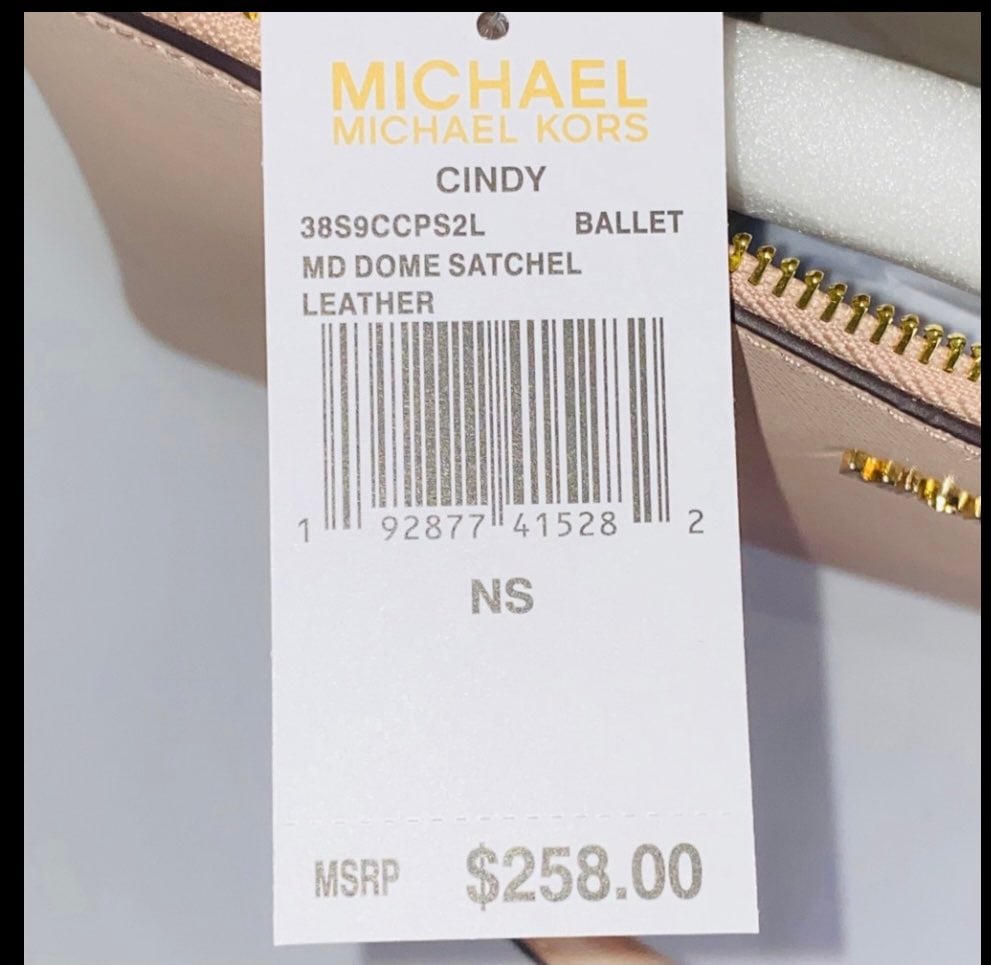 MICHAEL
MICHAEL KORS
CINDY
38S9CCPS2L BALLET
MD DOME SATCHEL
LEATHER
1 92877 41528 2
NS
MSRP $258.00